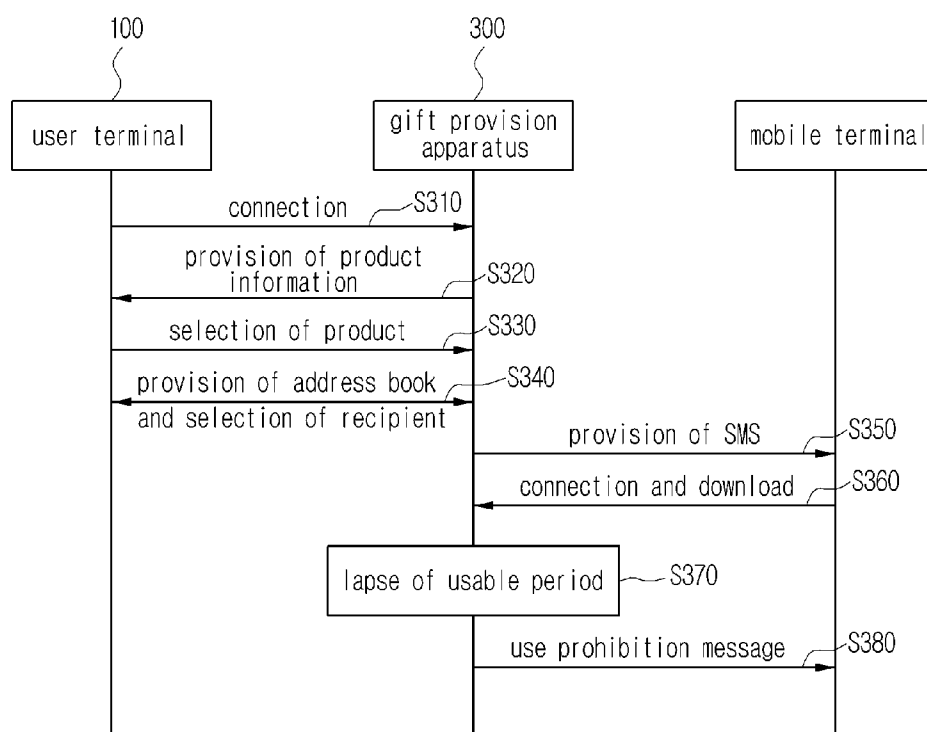 100
300
user terminal
gift provision
apparatus
mobile terminal
connection
S310
provision of product
information
S320
selection of product
S330
provision of address book
and selection of recipient
S340
provision of SMS
S350
connection and download
S360
lapse of usable period
S370
use prohibition message
S380